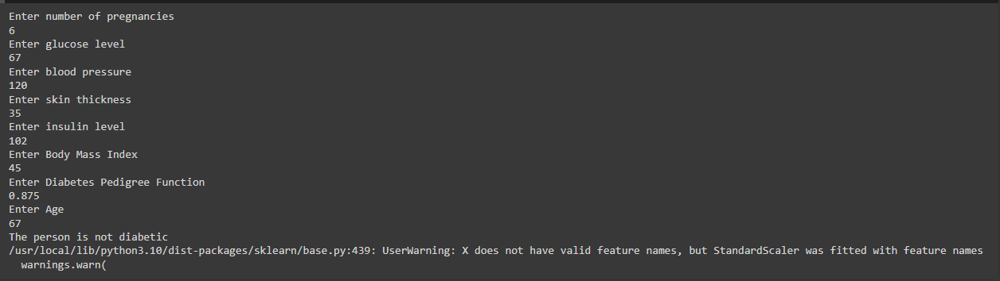 Enter number of pregnancies
6
Enter glucose level
67
Enter blood pressure
120
Enter skin thickness
35
Enter insulin level
102
Enter Body Mass Index
45
Enter Diabetes Pedigree Function
0.875
Enter Age
67
The person is not diabetic
/usr/local/lib/python3.10/dist-packages/sklearn/base.py:439: UserWarning: X does not have valid feature names, but StandardScaler was fitted with feature names
  warnings.warn(